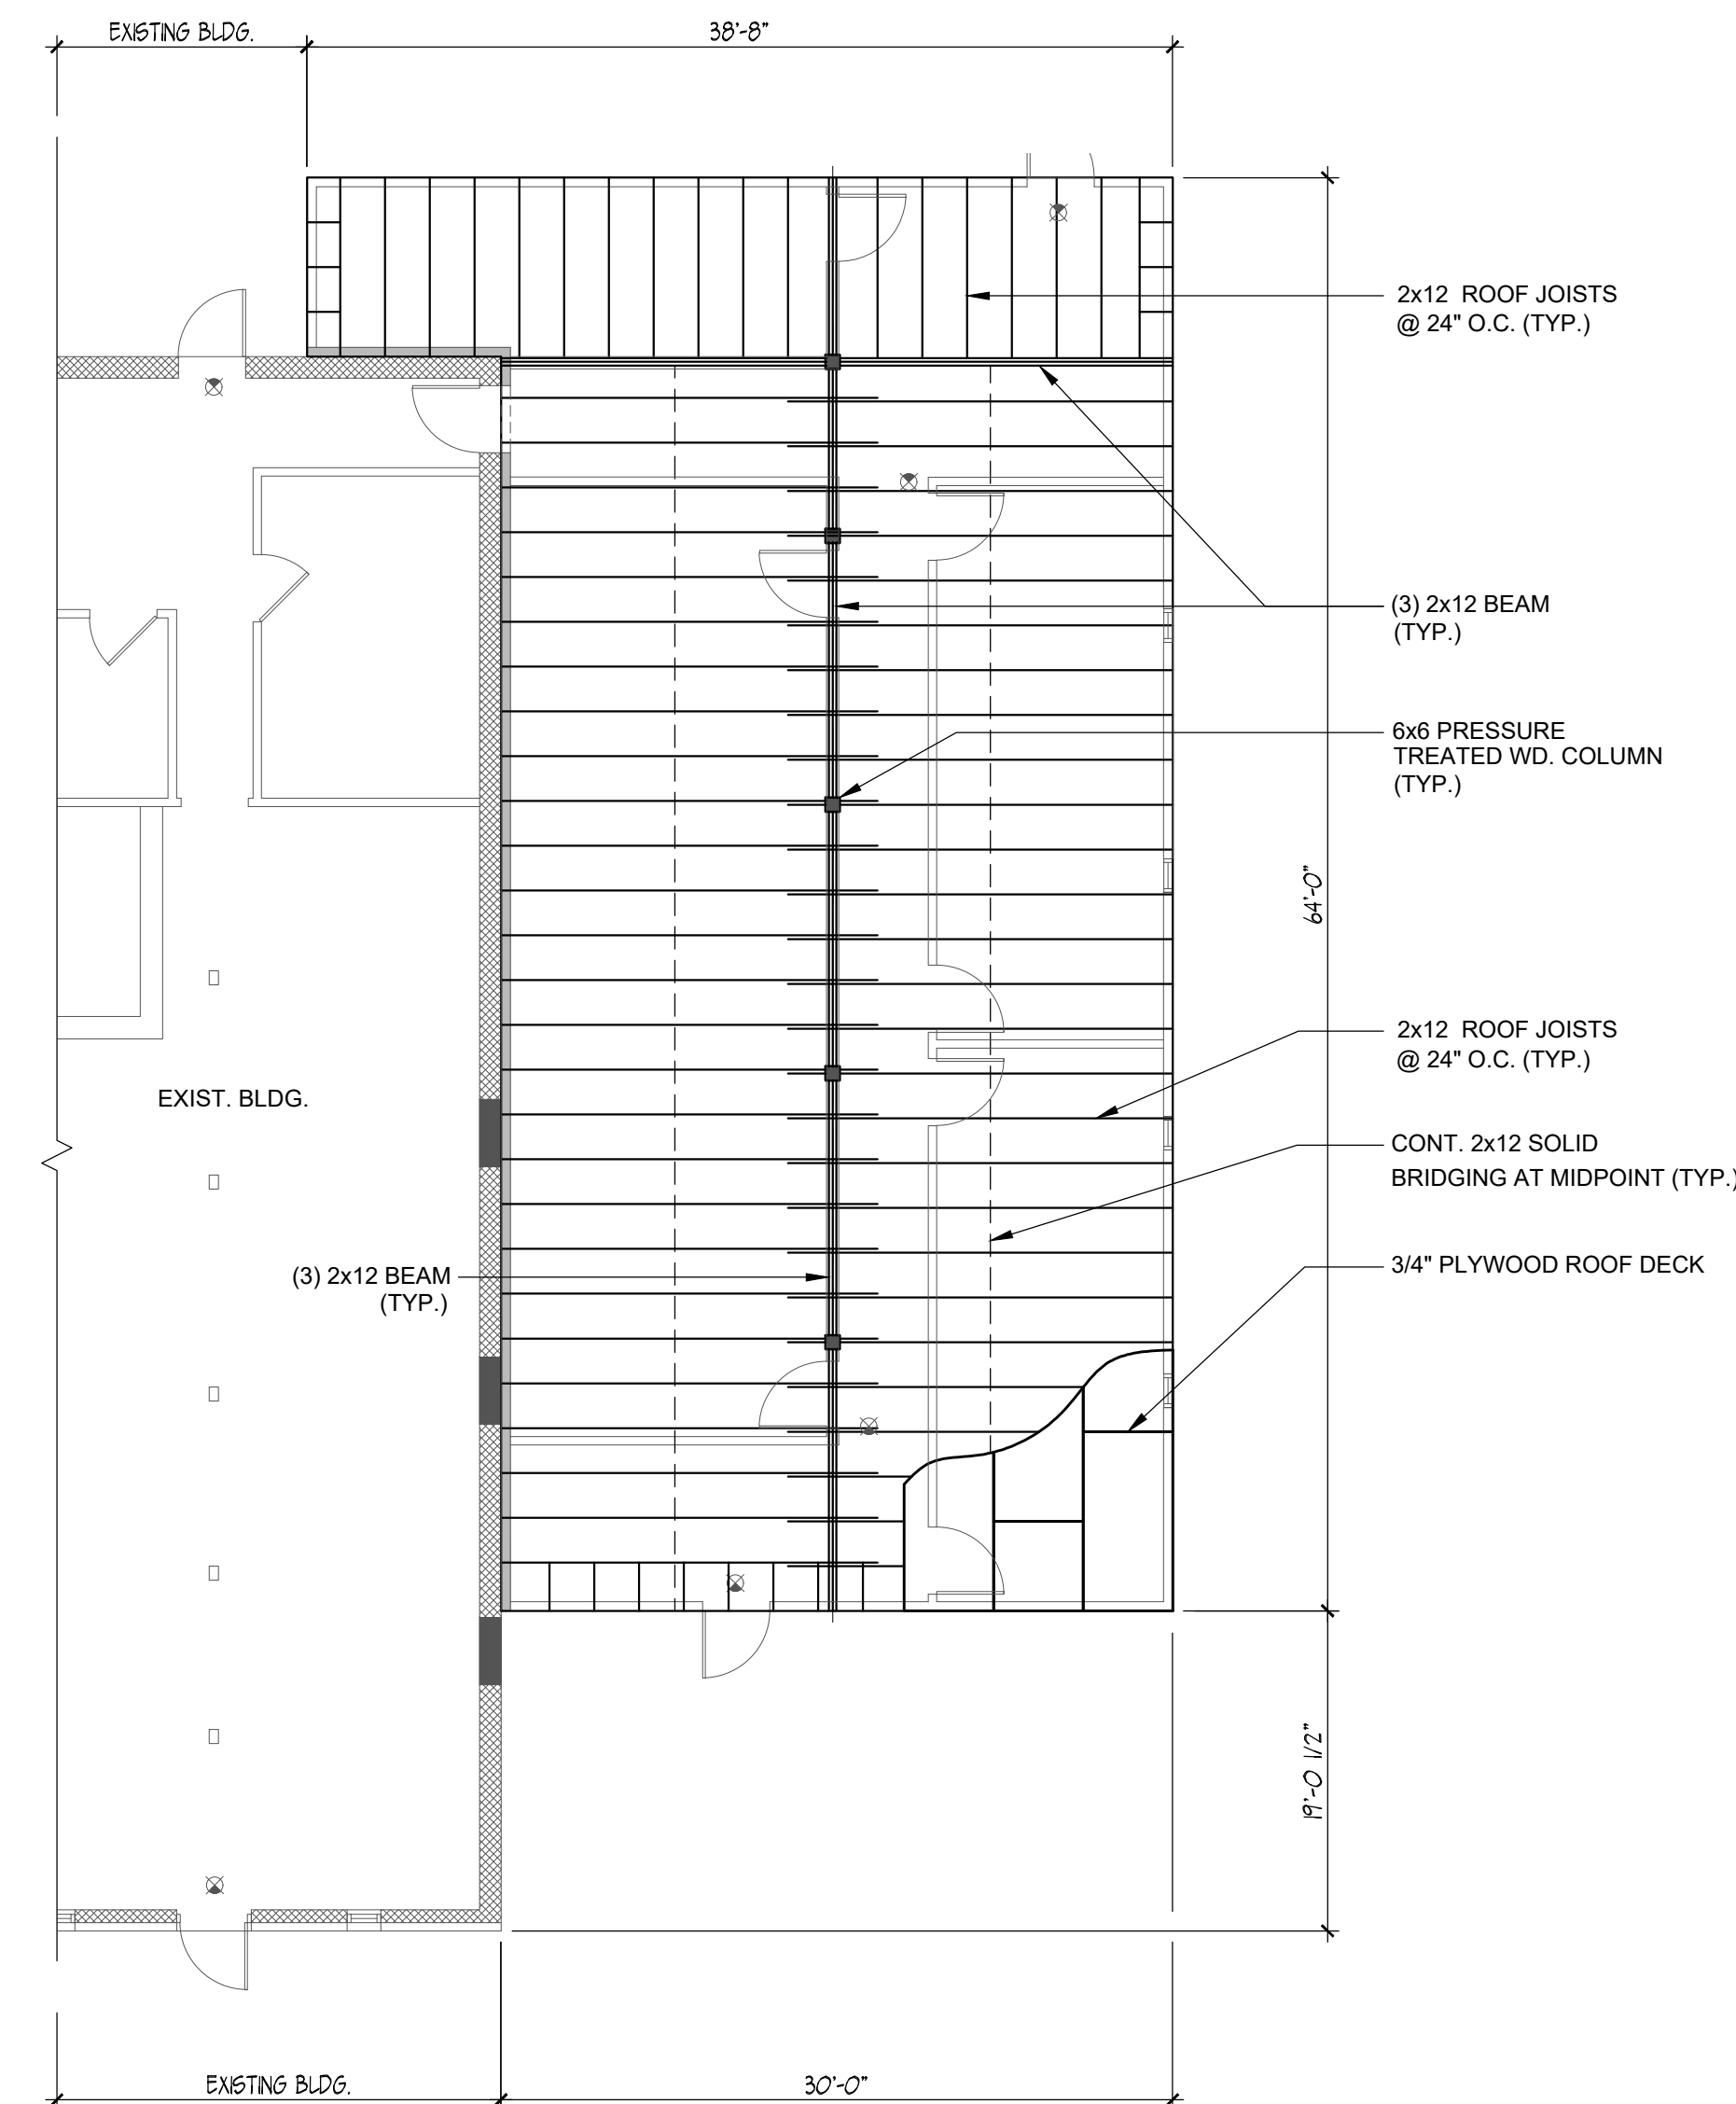 EXISTING BLDG.
38'-8"
2x12 ROOF JOISTS
@ 24" O.C. (TYP.)
(3) 2x12 BEAM
(TYP.)
6x6 PRESSURE
TREATED WD. COLUMN
(TYP.)
64'-0"
2x12 ROOF JOISTS
@ 24" O.C. (TYP.)
EXIST. BLDG.
CONT. 2x12 SOLID
BRIDGING AT MIDPOINT (TYP.)
3/4" PLYWOOD ROOF DECK
(3) 2x12 BEAM
(TYP.)
19'-0 1/2"
EXISTING BLDG.
30'-0"